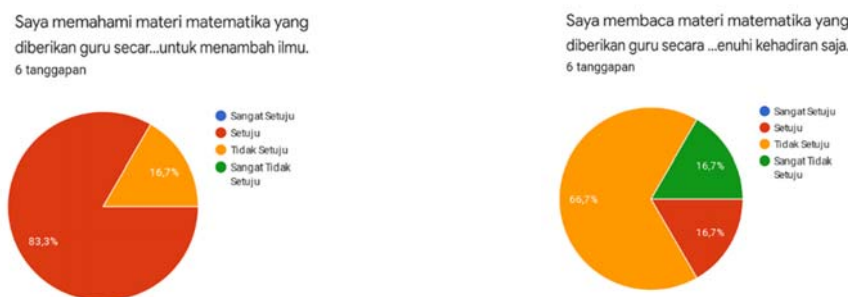 Saya memahami materi matematika yang
diberikan guru secar...untuk menambah ilmu.
6 tanggapan
Sangat Setuju
Setuju
Tidak Setuju
Sangat Tidak
Setuju
16,7%
83,3%
Saya membaca materi matematika yang
diberikan guru secara ...enuhi kehadiran saja.
6 tanggapan
Sangat Setuju
Setuju
Tidak Setuju
Sangat Tidak
Setuju
16,7%
66,7%
16,7%